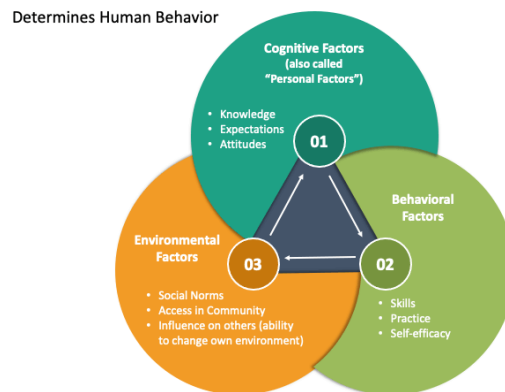 Determines Human Behavior
Cognitive Factors
(also called
"Personal Factors")
• Knowledge
• Expectations
• Attitudes
01
Behavioral
Factors
02
• Skills
• Practice
• Self-efficacy
Environmental
Factors
03
• Social Norms
• Access in Community
• Influence on others (ability
to change own environment)